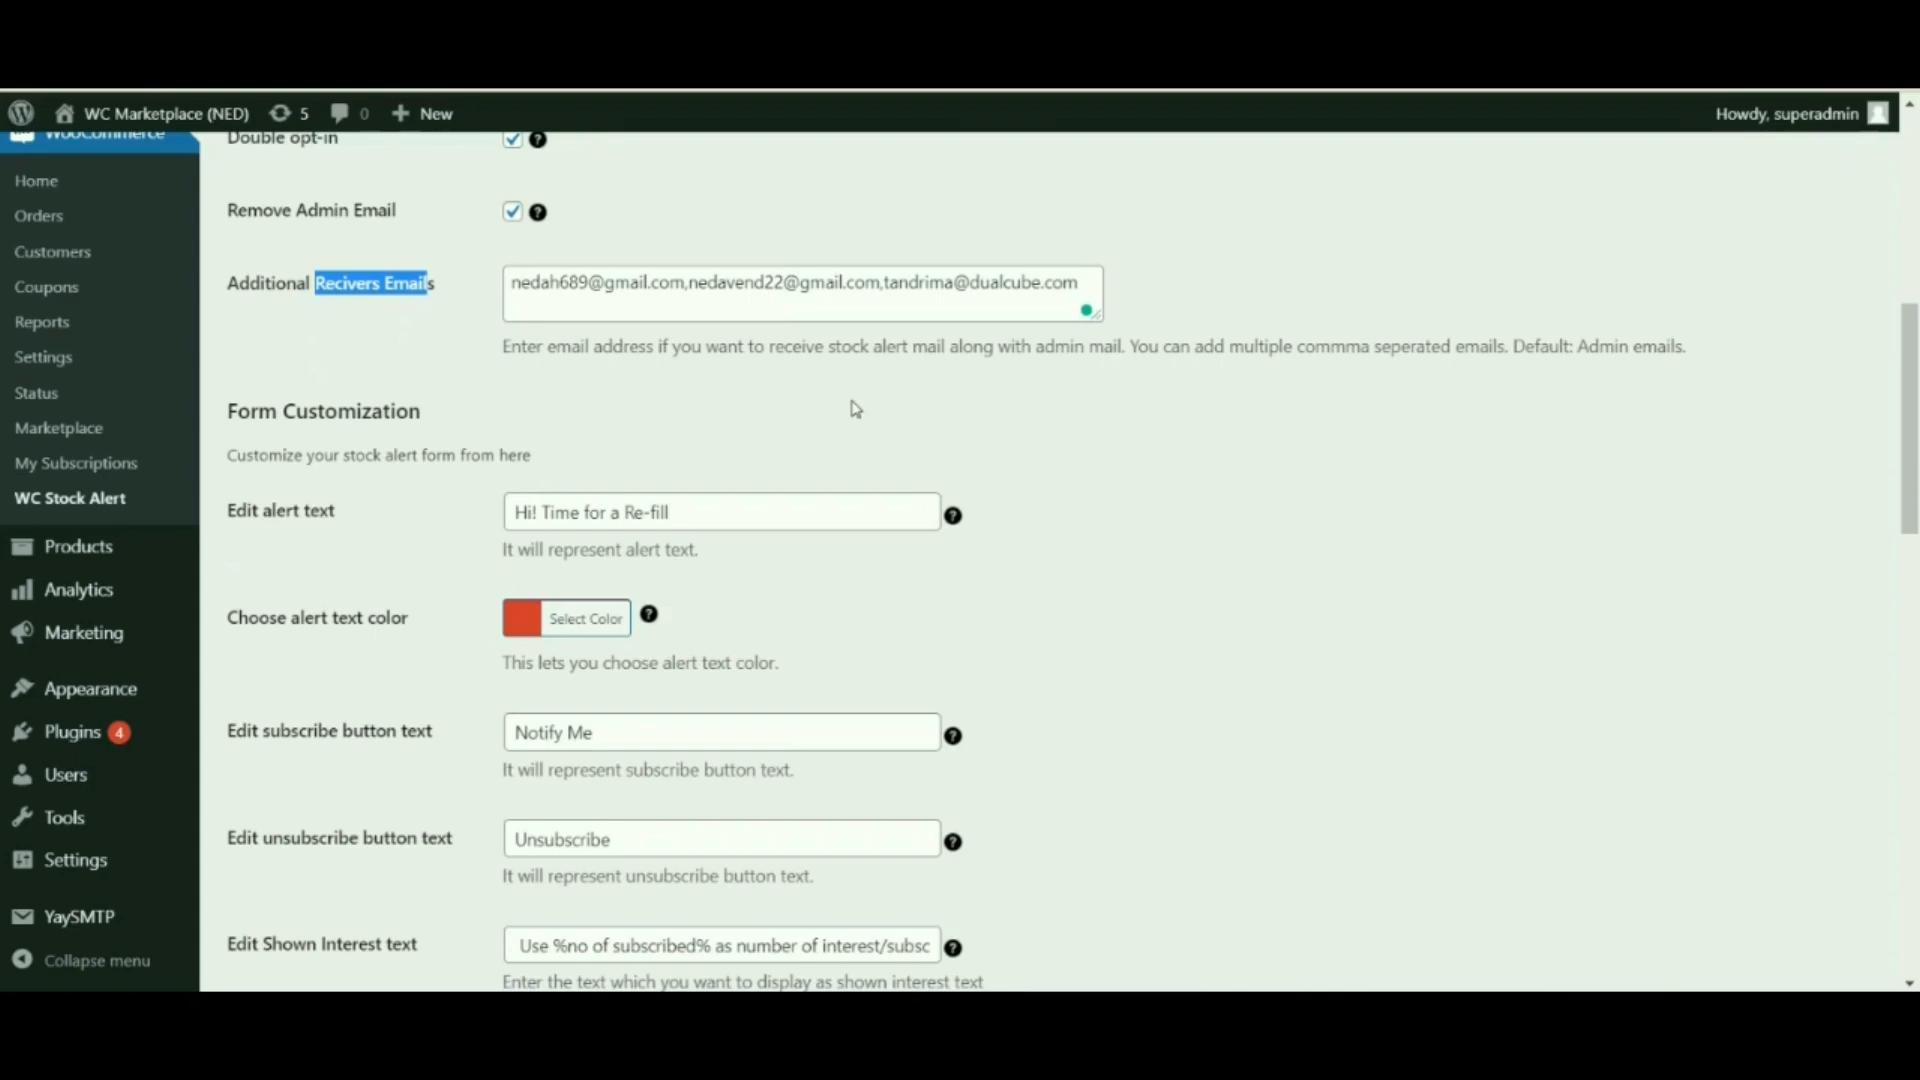 WC Marketplace (NED) 5 0 New Howdy, superadmin
WooCommerce
Home
Orders
Customers
Coupons
Reports
Settings
Status
Marketplace
My Subscriptions
WC Stock Alert
Products
Analytics
Marketing
Appearance
Plugins 4
Users
Tools
Settings
YaySMTP
Collapse menu
Double opt-in
Remove Admin Email
Additional Recivers Emails
nedah689@gmail.com,nedavend22@gmail.com,tandrima@dualcube.com
Enter email address if you want to receive stock alert mail along with admin mail. You can add multiple commma seperated emails. Default: Admin emails.
Form Customization
Customize your stock alert form from here
Edit alert text
Hi! Time for a Re-fill
It will represent alert text.
Choose alert text color
Select Color
This lets you choose alert text color.
Edit subscribe button text
Notify Me
It will represent subscribe button text.
Edit unsubscribe button text
Unsubscribe
It will represent unsubscribe button text.
Edit Shown Interest text
Use %no of subscribed% as number of interest/subsc
Enter the text which you want to display as shown interest text